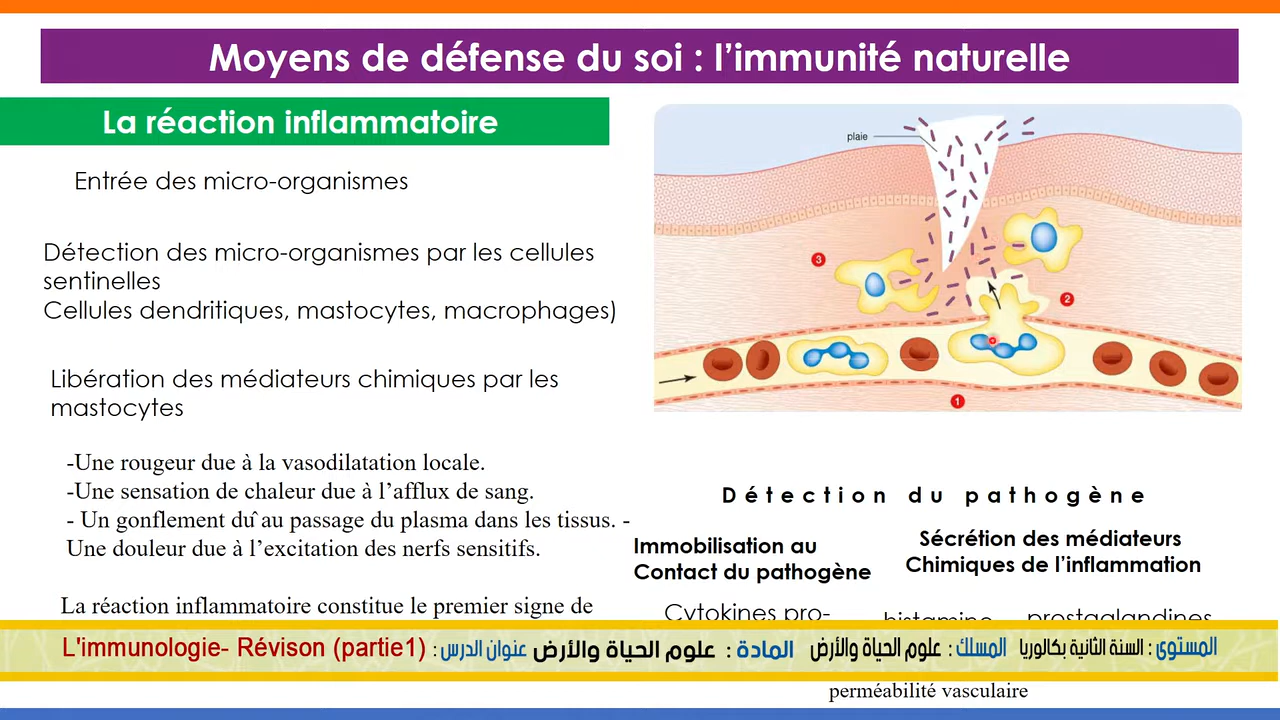 Moyens de défense du soi : l’immunité naturelle
La réaction inflammatoire
Entrée des micro-organismes
Détection des micro-organismes par les cellules
sentinelles
Cellules dendritiques, mastocytes, macrophages)
Libération des médiateurs chimiques par les
mastocytes
-Une rougeur due à la vasodilatation locale.
-Une sensation de chaleur due à l’afflux de sang.
- Un gonflement dû au passage du plasma dans les tissus. -
Une douleur due à l’excitation des nerfs sensitifs.
La réaction inflammatoire constitue le premier signe de
plaie
3
2
1
Détection du pathogène
Immobilisation au
Contact du pathogène
Sécrétion des médiateurs
Chimiques de l’inflammation
Cytokines pro-
histamine
prostaglandines
المستوى : السنة الثانية بكالوريا المسلك : علوم الحياة والأرض المادة : علوم الحياة والأرض عنوان الدرس : L'immunologie- Révison (partie1)
perméabilité vasculaire